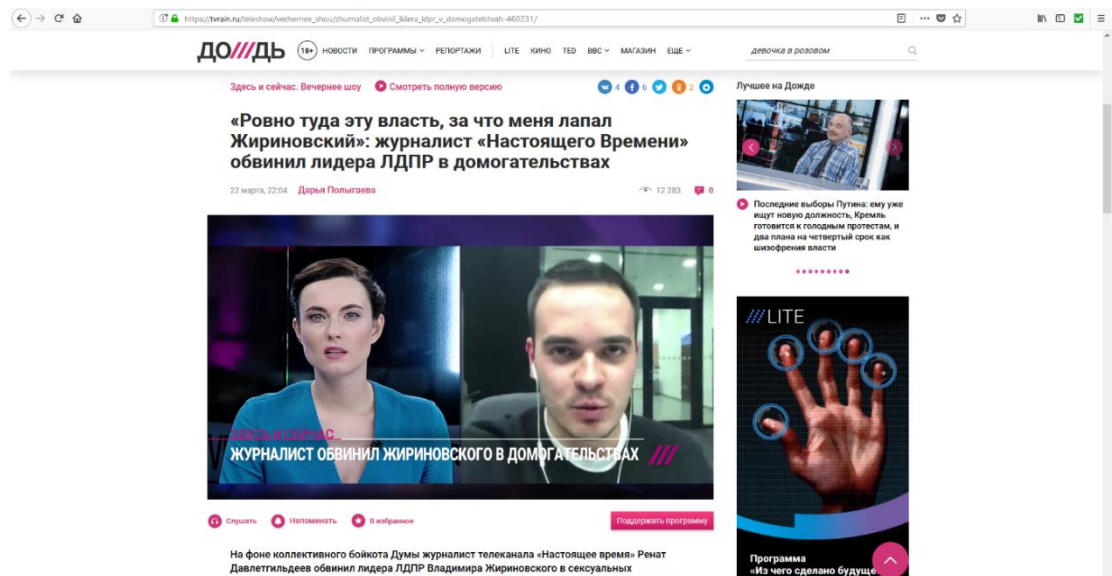 https://tvrain.ru/teleshow/vechernee_shou/zhurnalist_obvinil_lidera_ldpr_v_domogatelstvah-460231/
ДО///ДЬ 18+ НОВОСТИ ПРОГРАММЫ РЕПОРТАЖИ LITE КИНО TED BBC МАГАЗИН ЕЩЕ девочка в розовом
Здесь и сейчас. Вечернее шоу Смотреть полную версию 4 6 2
«Ровно туда эту власть, за что меня лапал
Жириновский»: журналист «Настоящего Времени»
обвинил лидера ЛДПР в домогательствах
22 марта, 22:04 Дарья Полыгаева 12 283 0
ЗДЕСЬ И СЕЙЧАС
ЖУРНАЛИСТ ОБВИНИЛ ЖИРИНОВСКОГО В ДОМОГАТЕЛЬСТВАХ ///
Слушать Напоминать В избранное Поддержать программу
На фоне коллективного бойкота Думы журналист телеканала «Настоящее время» Ренат
Давлетгильдеев обвинил лидера ЛДПР Владимира Жириновского в сексуальных
Лучшее на Дожде
Последние выборы Путина: ему уже
ищут новую должность, Кремль
готовится к голодным протестам, и
два плана на четвертый срок как
шизофрения власти
/// LITE
Программа
«Из чего сделано будуще